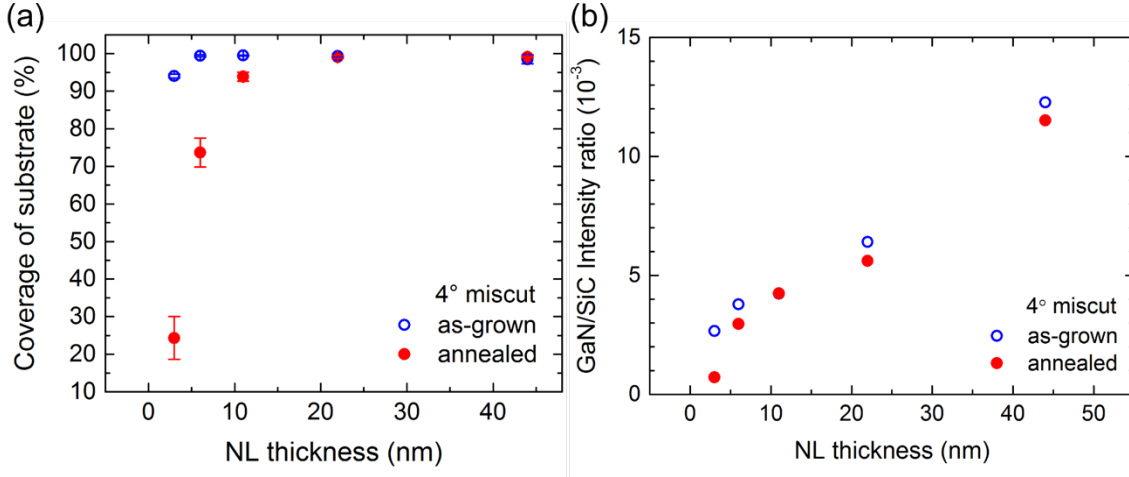 (a)
Coverage of substrate (%)
100
90
80
70
60
50
40
30
20
10
4° miscut
as-grown
annealed
0
10
20
30
40
NL thickness (nm)
(b)
GaN/SiC Intensity ratio (10⁻³)
15
10
5
0
4° miscut
as-grown
annealed
0
10
20
30
40
50
NL thickness (nm)